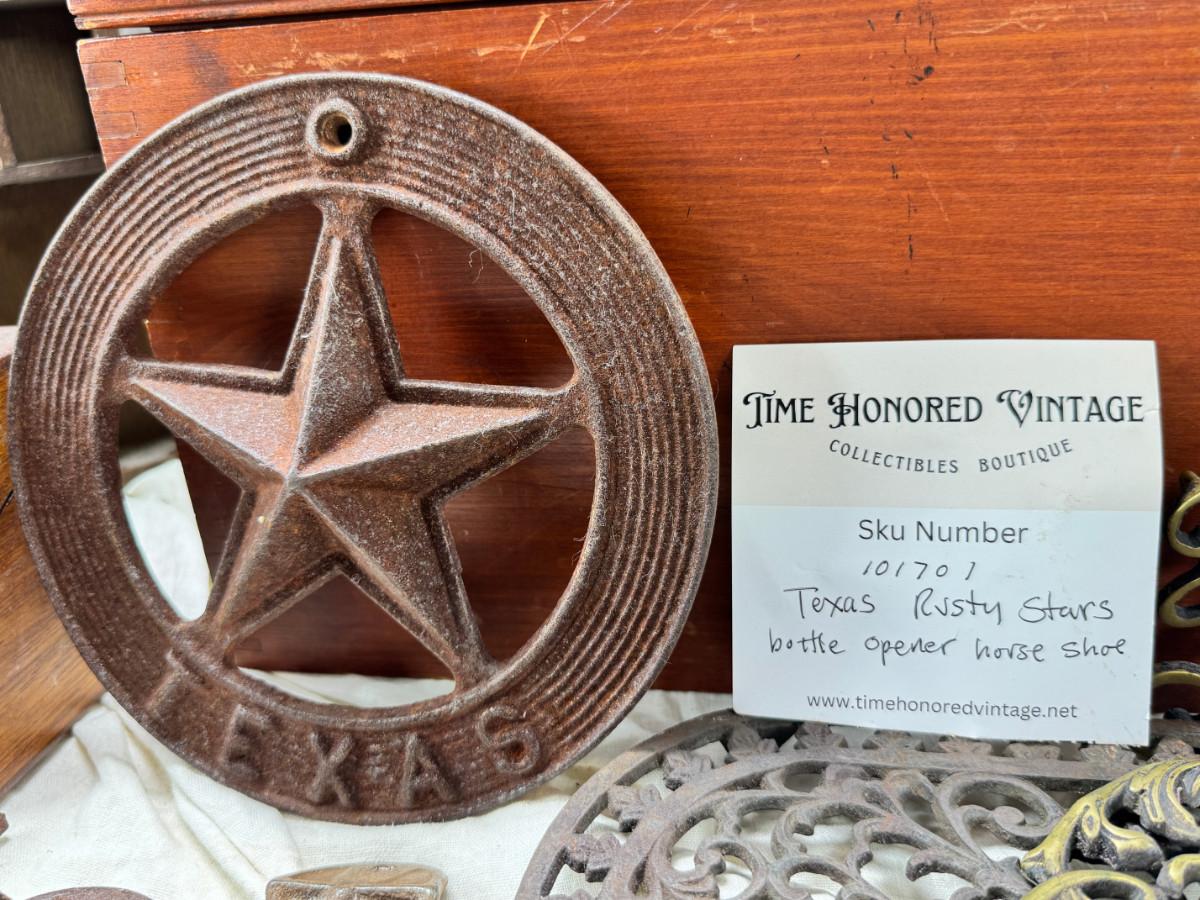 TEXAS
TIME HONORED VINTAGE
COLLECTIBLES BOUTIQUE
Sku Number
101701
Texas Rusty Stars
bottle opener horse shoe
www.timehonoredvintage.net